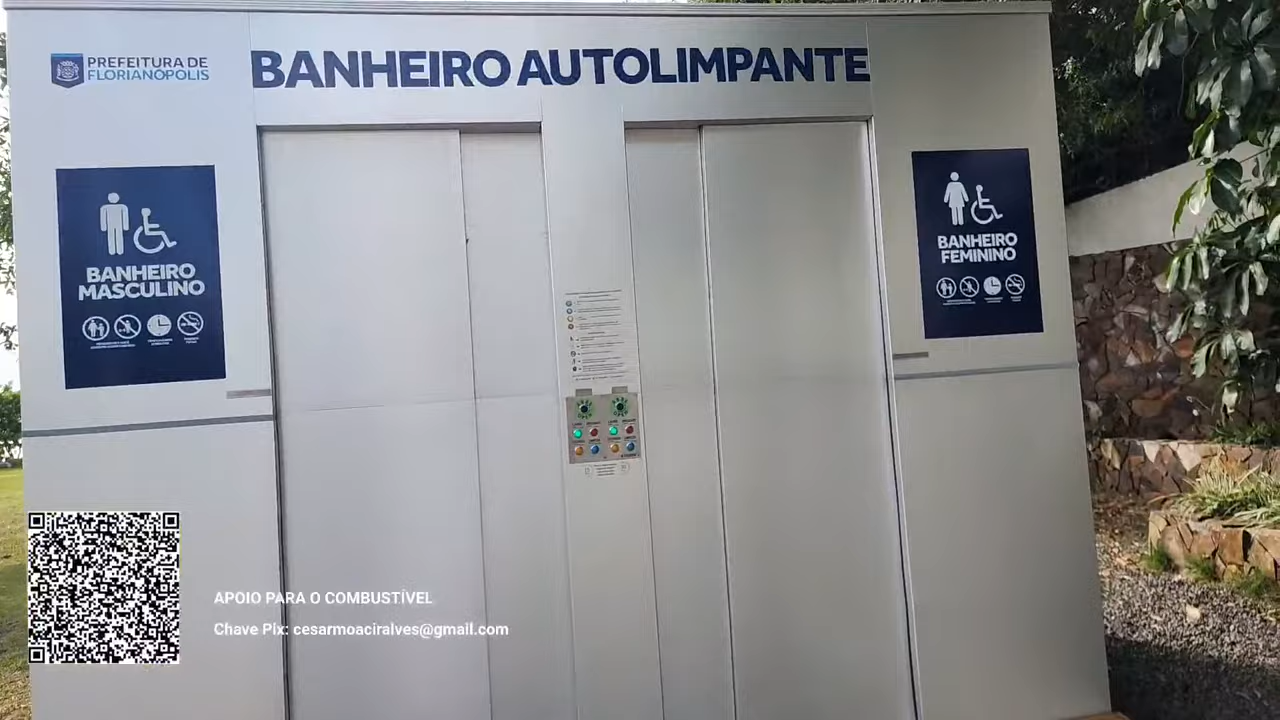 PREFEITURA DE
FLORIANÓPOLIS
BANHEIRO AUTOLIMPANTE
BANHEIRO
MASCULINO
BANHEIRO
FEMININO
APOIO PARA O COMBUSTÍVEL
Chave Pix: cesarmoaciralves@gmail.com